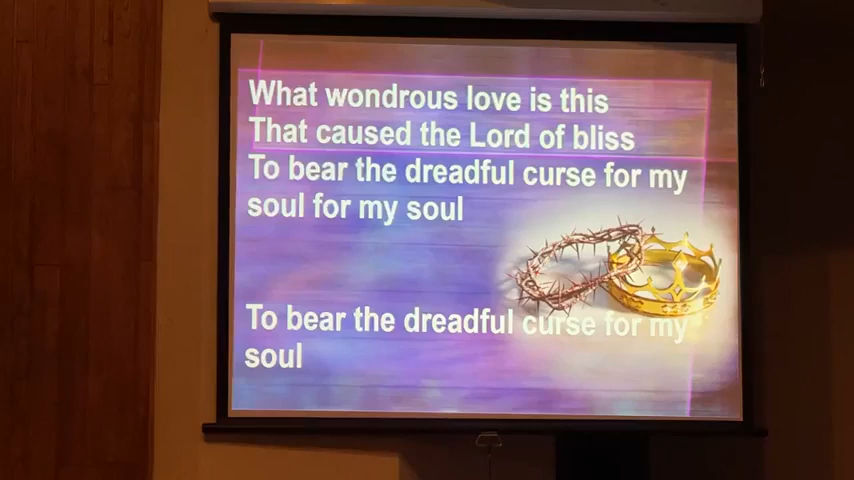 What wondrous love is this
That caused the Lord of bliss
To bear the dreadful curse for my
soul for my soul
To bear the dreadful curse for my
soul